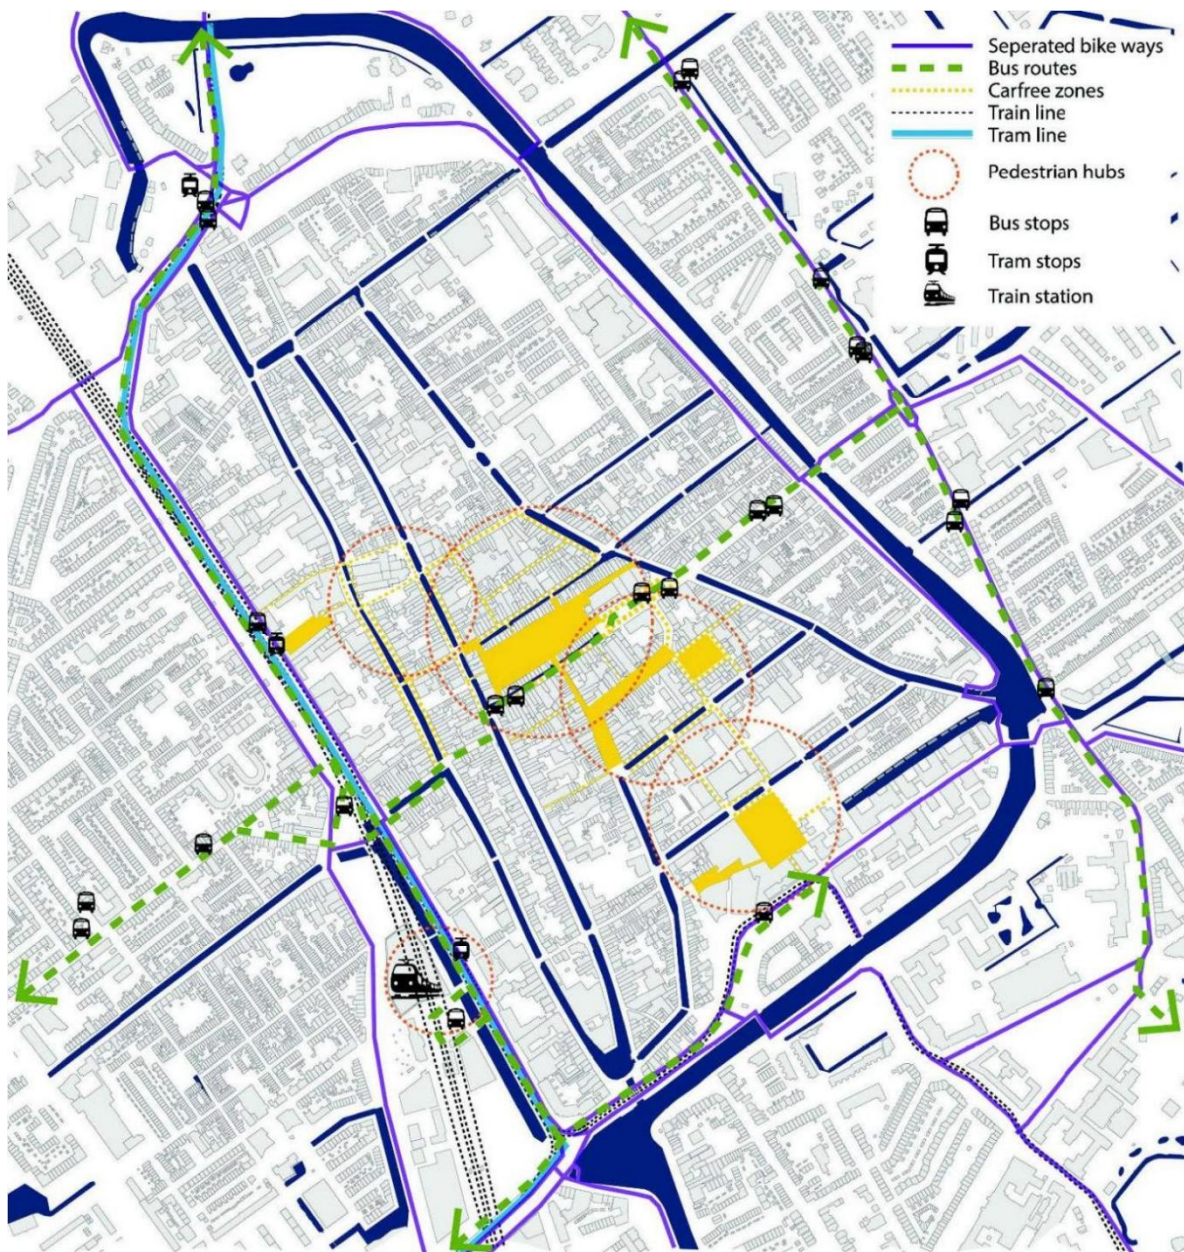 Seperated bike ways
Bus routes
Carfree zones
Train line
Tram line
Pedestrian hubs
Bus stops
Tram stops
Train station